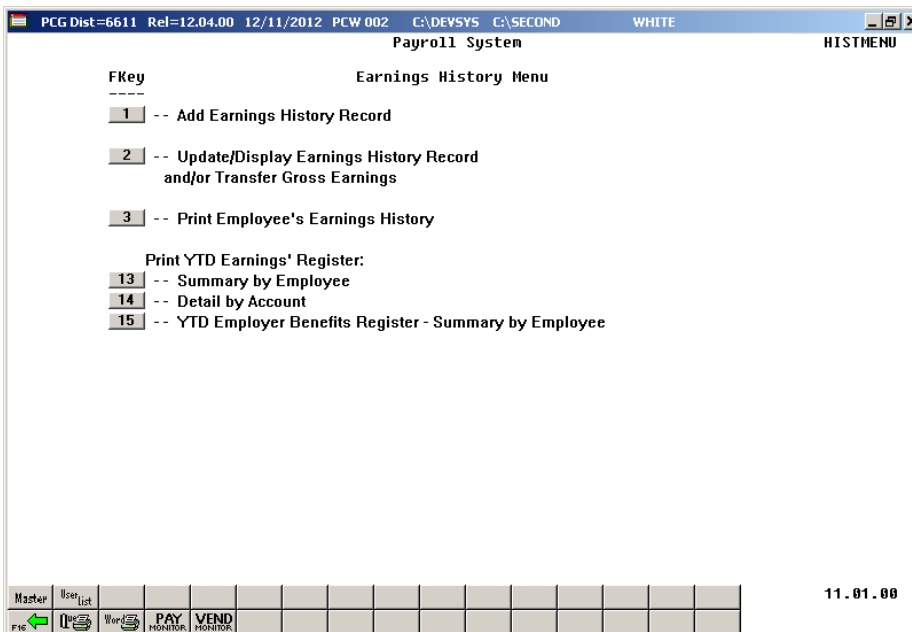 PCG Dist=6611 Rel=12.04.00 12/11/2012 PCW 002 C:\DEVSYS C:\SECOND WHITE
Payroll System HISTMENU
FKey Earnings History Menu
----
1 -- Add Earnings History Record
2 -- Update/Display Earnings History Record
and/or Transfer Gross Earnings
3 -- Print Employee's Earnings History
Print YTD Earnings' Register:
13 -- Summary by Employee
14 -- Detail by Account
15 -- YTD Employer Benefits Register - Summary by Employee
Master User list 11.01.00
F16 Que Word PAY MONITOR VEND MONITOR